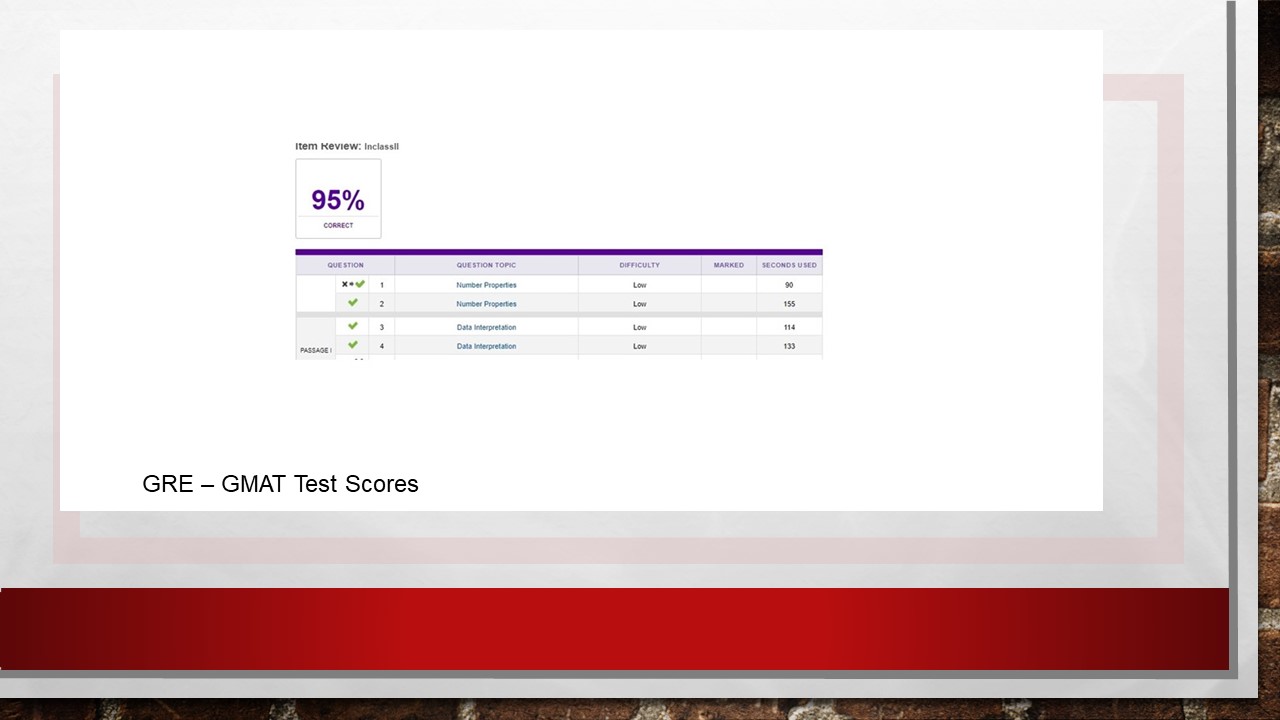 Item Review: InclassII
95%
CORRECT
QUESTION QUESTION TOPIC DIFFICULTY MARKED SECONDS USED
1 Number Properties Low 90
2 Number Properties Low 155
3 Data Interpretation Low 114
PASSAGE I 4 Data Interpretation Low 133
GRE – GMAT Test Scores